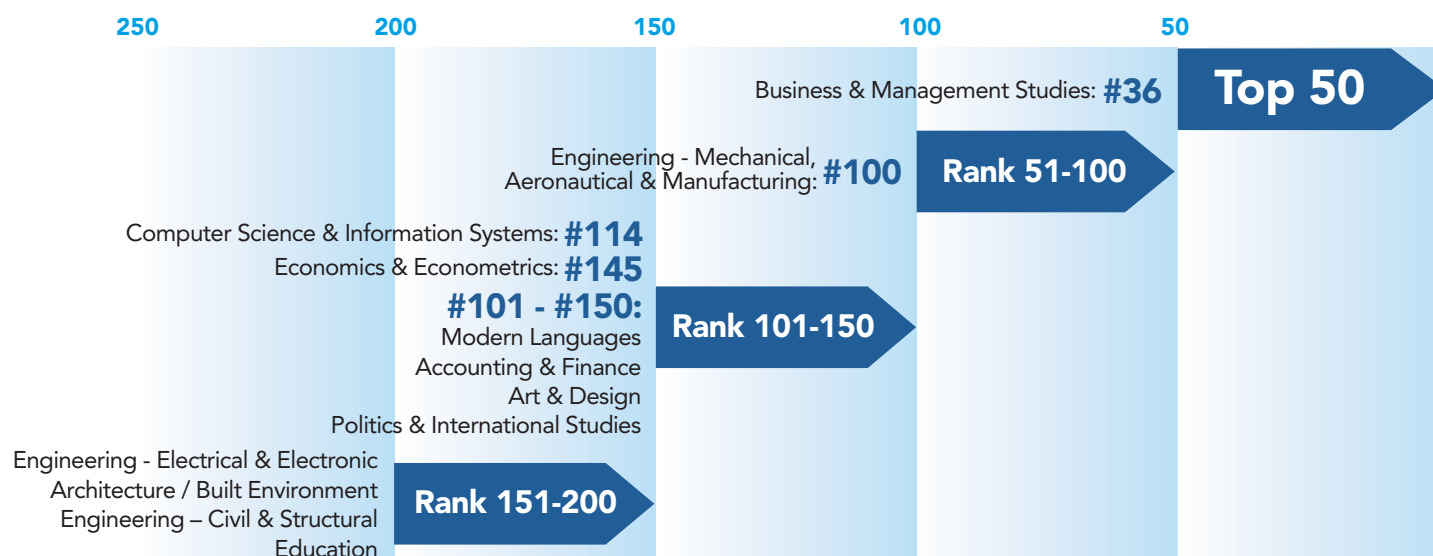 250 200 150 100 50
Business & Management Studies: #36
Top 50
Engineering - Mechanical,
Aeronautical & Manufacturing: #100
Rank 51-100
Computer Science & Information Systems: #114
Economics & Econometrics: #145
#101 - #150:
Modern Languages
Accounting & Finance
Art & Design
Politics & International Studies
Rank 101-150
Engineering - Electrical & Electronic
Architecture / Built Environment
Engineering – Civil & Structural
Education
Rank 151-200